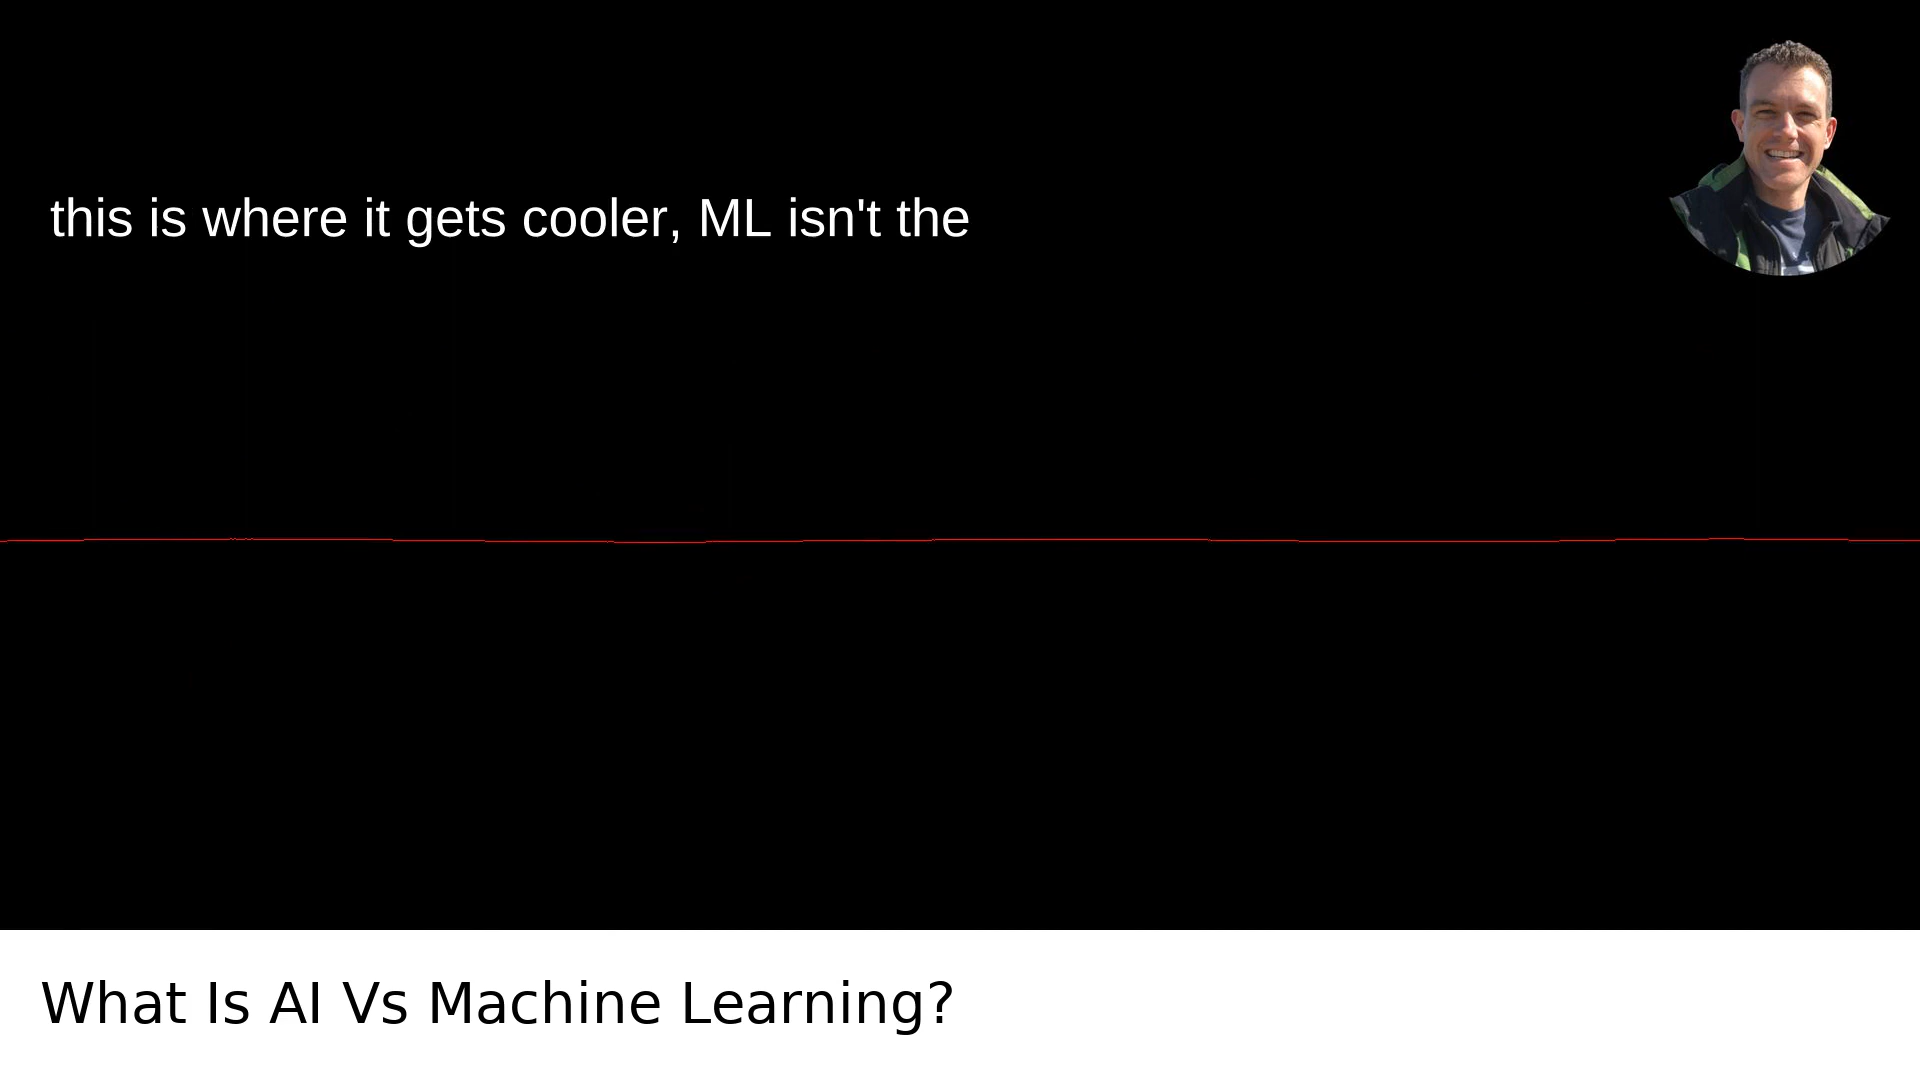 this is where it gets cooler, ML isn't the
What Is AI Vs Machine Learning?